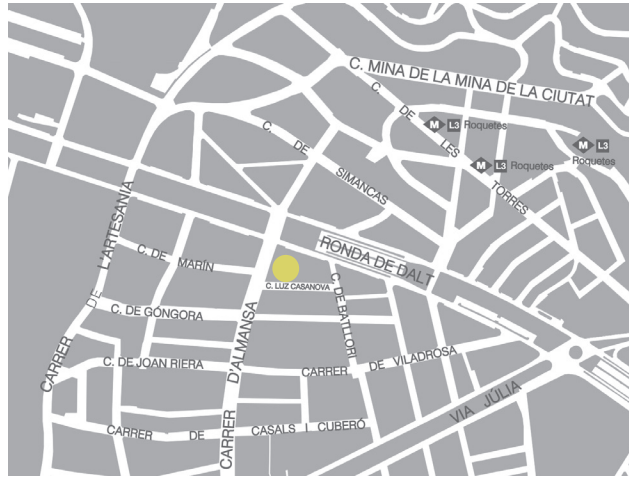 C. MINA DE LA MINA DE LA CIUTAT
C. DE LES TORRES
M L3 Roquetes
M L3 Roquetes
M L3
Roquetes
C. DE SIMANCAS
CARRER DE L'ARTESANIA
RONDA DE DALT
C. DE MARÍN
C. LUZ CASANOVA
C. DE BATLLORI
C. DE GÓNGORA
CARRER D'ALMANSA
C. DE JOAN RIERA
CARRER DE VILADROSA
VIA JÚLIA
CARRER DE CASALS I CUBERÓ